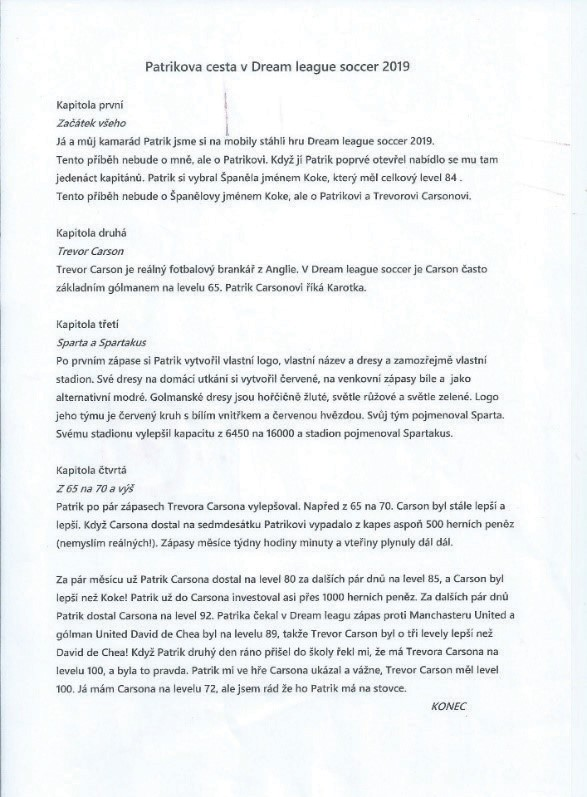 Patrikova cesta v Dream league soccer 2019
Kapitola první
Začátek všeho
Já a můj kamarád Patrik jsme si na mobily stáhli hru Dream league soccer 2019.
Tento příběh nebude o mně, ale o Patrikovi. Když jí Patrik poprvé otevřel nabídlo se mu tam
jedenáct kapitánů. Patrik si vybral Španěla jménem Koke, který měl celkový level 84 .
Tento příběh nebude o Španělovy jménem Koke, ale o Patrikovi a Trevorovi Carsonovi.
Kapitola druhá
Trevor Carson
Trevor Carson je reálný fotbalový brankář z Anglie. V Dream league soccer je Carson často
základním gólmanem na levelu 65. Patrik Carsonovi říká Karotka.
Kapitola třetí
Sparta a Spartakus
Po prvním zápase si Patrik vytvořil vlastní logo, vlastní název a dresy a zamozřejmě vlastní
stadion. Své dresy na domácí utkání si vytvořil červené, na venkovní zápasy bíle a jako
alternativní modré. Golmanské dresy jsou hořčičně žluté, světle růžové a světle zelené. Logo
jeho týmu je červený kruh s bílím vnitřkem a červenou hvězdou. Svůj tým pojmenoval Sparta.
Svému stadionu vylepšil kapacitu z 6450 na 16000 a stadion pojmenoval Spartakus.
Kapitola čtvrtá
Z 65 na 70 a výš
Patrik po pár zápasech Trevora Carsona vylepšoval. Napřed z 65 na 70. Carson byl stále lepší a
lepší. Když Carsona dostal na sedmdesátku Patrikovi vypadalo z kapes aspoň 500 herních peněz
(nemyslím reálných!). Zápasy měsíce týdny hodiny minuty a vteřiny plynuly dál dál.
Za pár měsícu už Patrik Carsona dostal na level 80 za dalších pár dnů na level 85, a Carson byl
lepší než Koke! Patrik už do Carsona investoval asi přes 1000 herních peněz. Za dalších pár dnů
Patrik dostal Carsona na level 92. Patrika čekal v Dream leagu zápas proti Manchasteru United a
gólman United David de Chea byl na levelu 89, takže Trevor Carson byl o tři levely lepší než
David de Chea! Když Patrik druhý den ráno přišel do školy řekl mi, že má Trevora Carsona na
levelu 100, a byla to pravda. Patrik mi ve hře Carsona ukázal a vážne, Trevor Carson měl level
100. Já mám Carsona na levelu 72, ale jsem rád že ho Patrik má na stovce.
KONEC